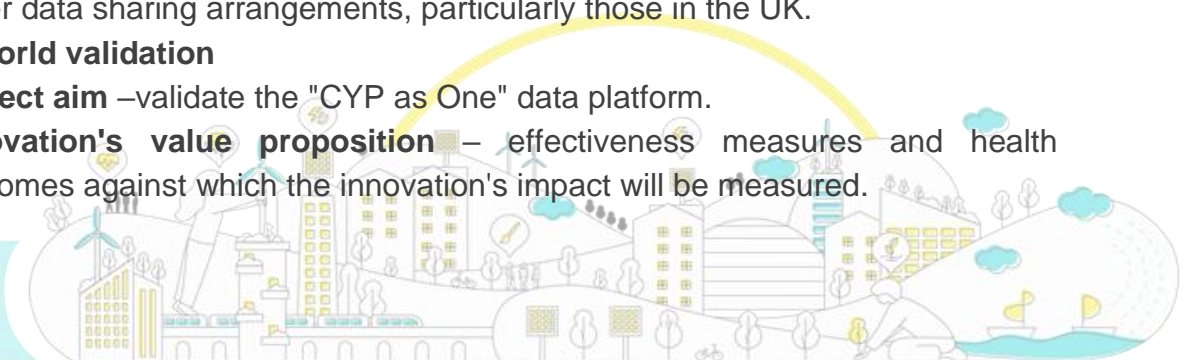 er data sharing arrangements, particularly those in the UK.
orld validation
ect aim –validate the "CYP as One" data platform.
ovation's value proposition – effectiveness measures and health
omes against which the innovation's impact will be measured.